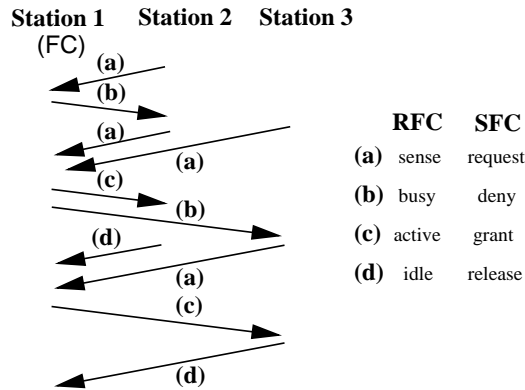 Station 1 Station 2 Station 3
(FC)
(a)
(b)
(a)
(a)
(c)
(b)
(d)
(a)
(c)
(d)
RFC SFC
(a) sense request
(b) busy deny
(c) active grant
(d) idle release